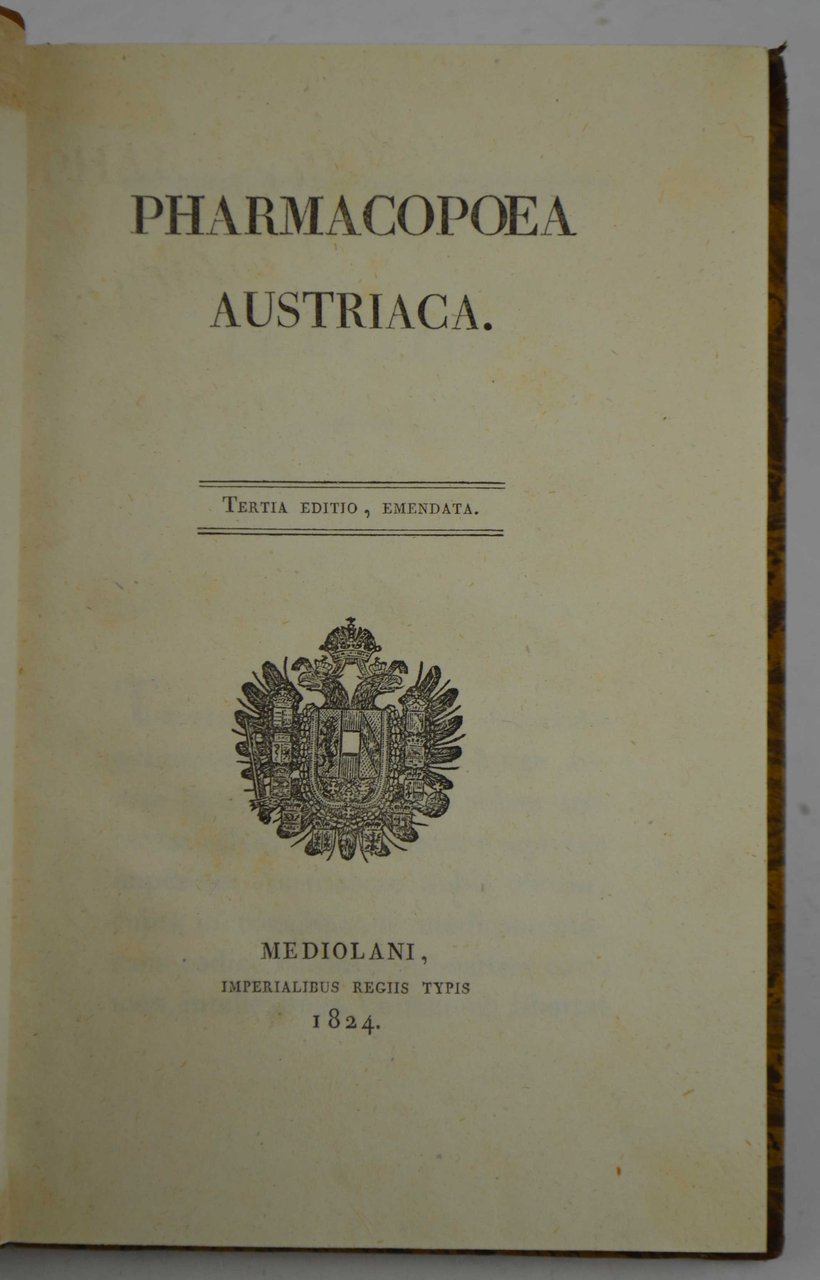 PHARMACOPOEA
AUSTRIACA.
TERTIA EDITIO, EMENDATA.
MEDIOLANI,
IMPERIALIBUS REGIIS TYPIS
1824.